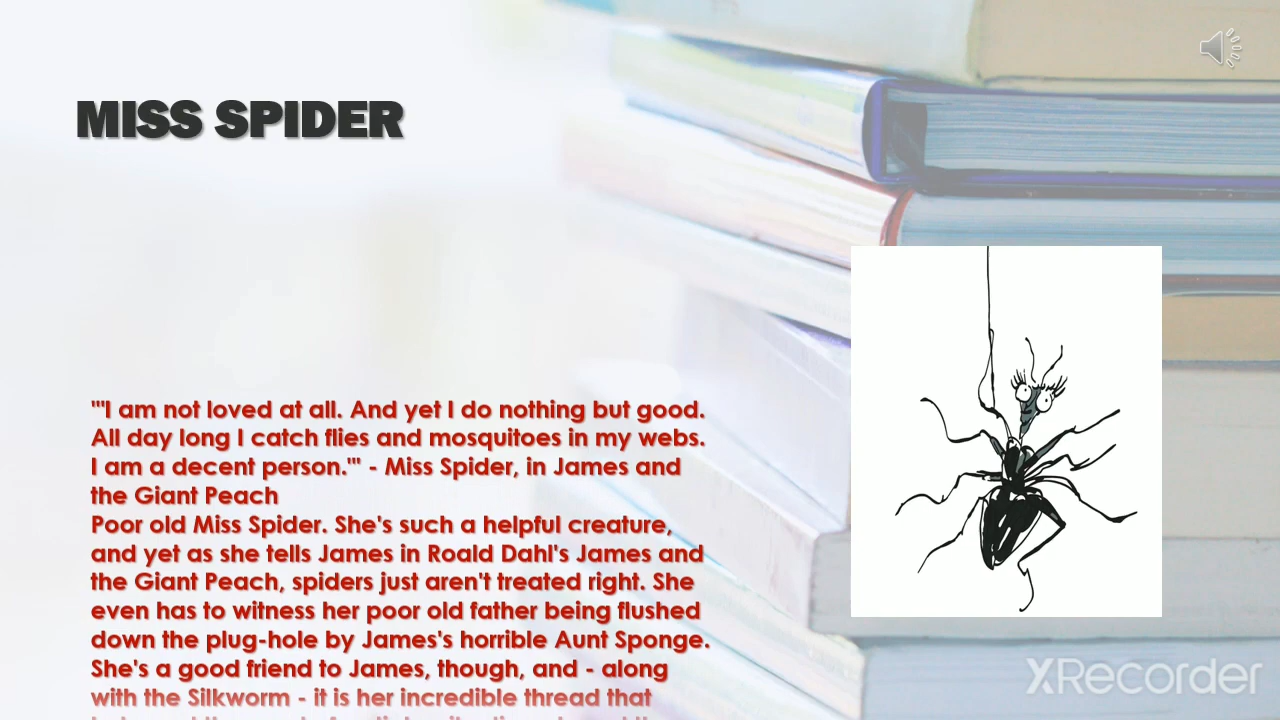 MISS SPIDER
"'I am not loved at all. And yet I do nothing but good.
All day long I catch flies and mosquitoes in my webs.
I am a decent person.'" - Miss Spider, in James and
the Giant Peach
Poor old Miss Spider. She's such a helpful creature,
and yet as she tells James in Roald Dahl's James and
the Giant Peach, spiders just aren't treated right. She
even has to witness her poor old father being flushed
down the plug-hole by James's horrible Aunt Sponge.
She's a good friend to James, though, and - along
with the Silkworm - it is her incredible thread that
XRecorder